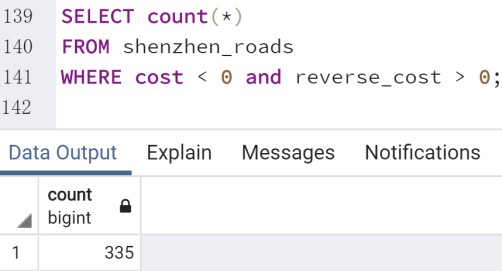 139 SELECT count(*)
140 FROM shenzhen_roads
141 WHERE cost < 0 and reverse_cost > 0;
142
Data Output Explain Messages Notifications
count
bigint
1 335